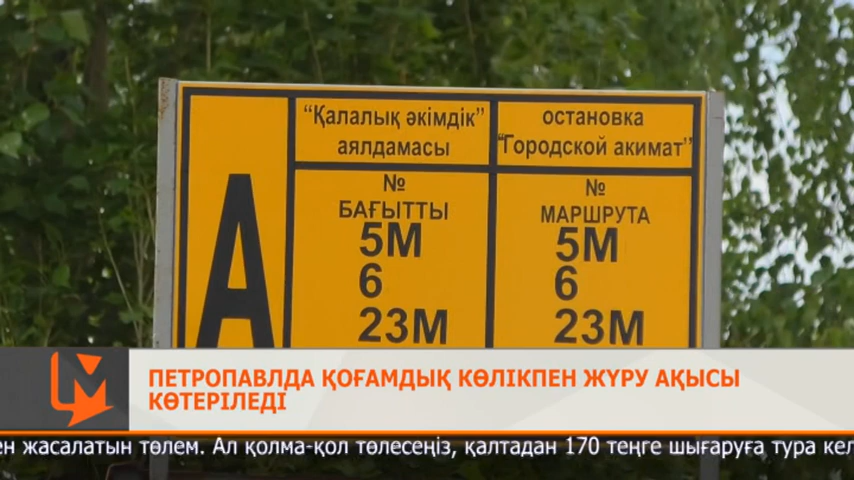 "Қалалық әкімдік"
аялдамасы
остановка
"Городской акимат"
А
№
БАҒЫТТЫ
5М
6
23М
№
МАРШРУТА
5М
6
23М
ПЕТРОПАВЛДА ҚОҒАМДЫҚ КӨЛІКПЕН ЖҮРУ АҚЫСЫ
КӨТЕРІЛЕДІ
жасалатын төлем. Ал қолма-қол төлесеңіз, қалтадан 170 теңге шығаруға тура